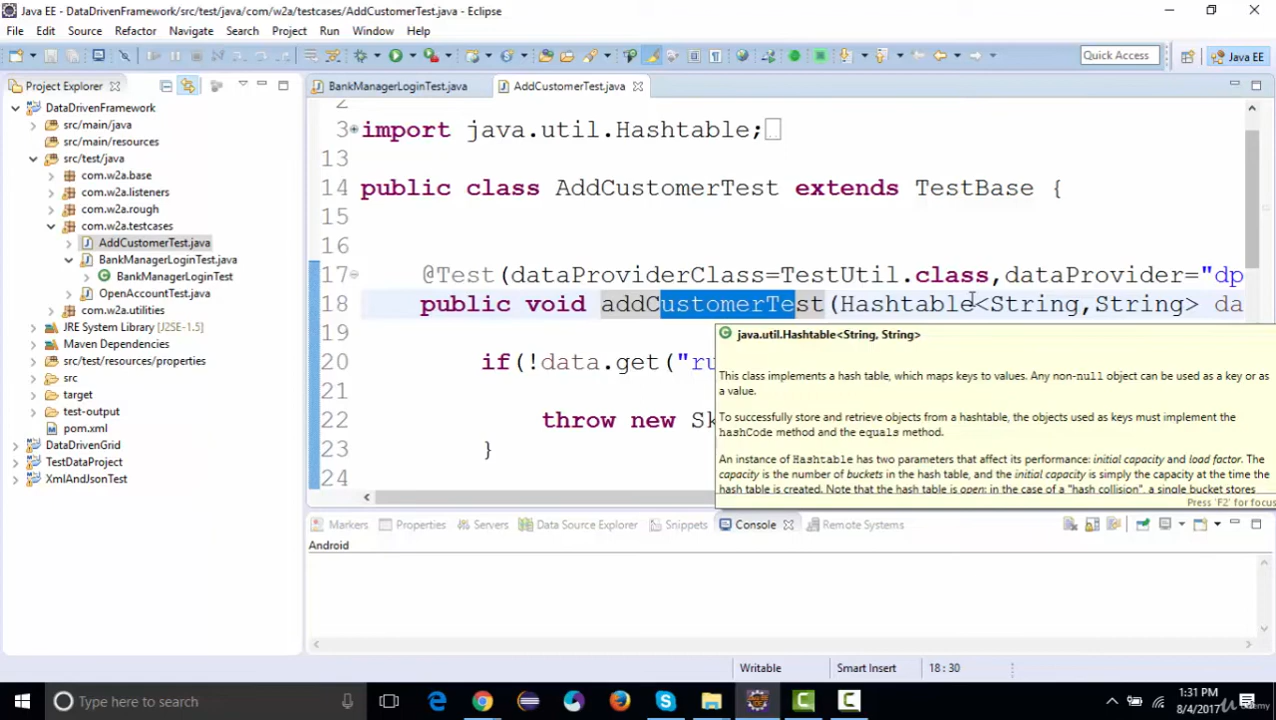 Java EE - DataDrivenFramework/src/test/java/com/w2a/testcases/AddCustomerTest.java - Eclipse
File Edit Source Refactor Navigate Search Project Run Window Help
Quick Access
Java EE
Project Explorer
DataDrivenFramework
src/main/java
src/main/resources
src/test/java
com.w2a.base
com.w2a.listeners
com.w2a.rough
com.w2a.testcases
AddCustomerTest.java
BankManagerLoginTest.java
BankManagerLoginTest
OpenAccountTest.java
com.w2a.utilities
JRE System Library [J2SE-1.5]
Maven Dependencies
src/test/resources/properties
src
target
test-output
pom.xml
DataDrivenGrid
TestDataProject
XmlAndJsonTest
BankManagerLoginTest.java AddCustomerTest.java
2
3 import java.util.Hashtable;
13
14 public class AddCustomerTest extends TestBase {
15
16
17 @Test(dataProviderClass=TestUtil.class,dataProvider="dp
18 public void addCustomerTest(Hashtable<String,String> da
19
20 if(!data.get("ru
21
22 throw new Sk
23 }
24
java.util.Hashtable<String, String>
This class implements a hash table, which maps keys to values. Any non-null object can be used as a key or as
a value.
To successfully store and retrieve objects from a hashtable, the objects used as keys must implement the
hashCode method and the equals method.
An instance of Hashtable has two parameters that affect its performance: initial capacity and load factor. The
capacity is the number of buckets in the hash table, and the initial capacity is simply the capacity at the time the
hash table is created. Note that the hash table is open: in the case of a "hash collision", a single bucket stores
Press 'F2' for focus
Markers Properties Servers Data Source Explorer Snippets Console Remote Systems
Android
Writable Smart Insert 18:30
Type here to search
1:31 PM
8/4/2017
Udemy